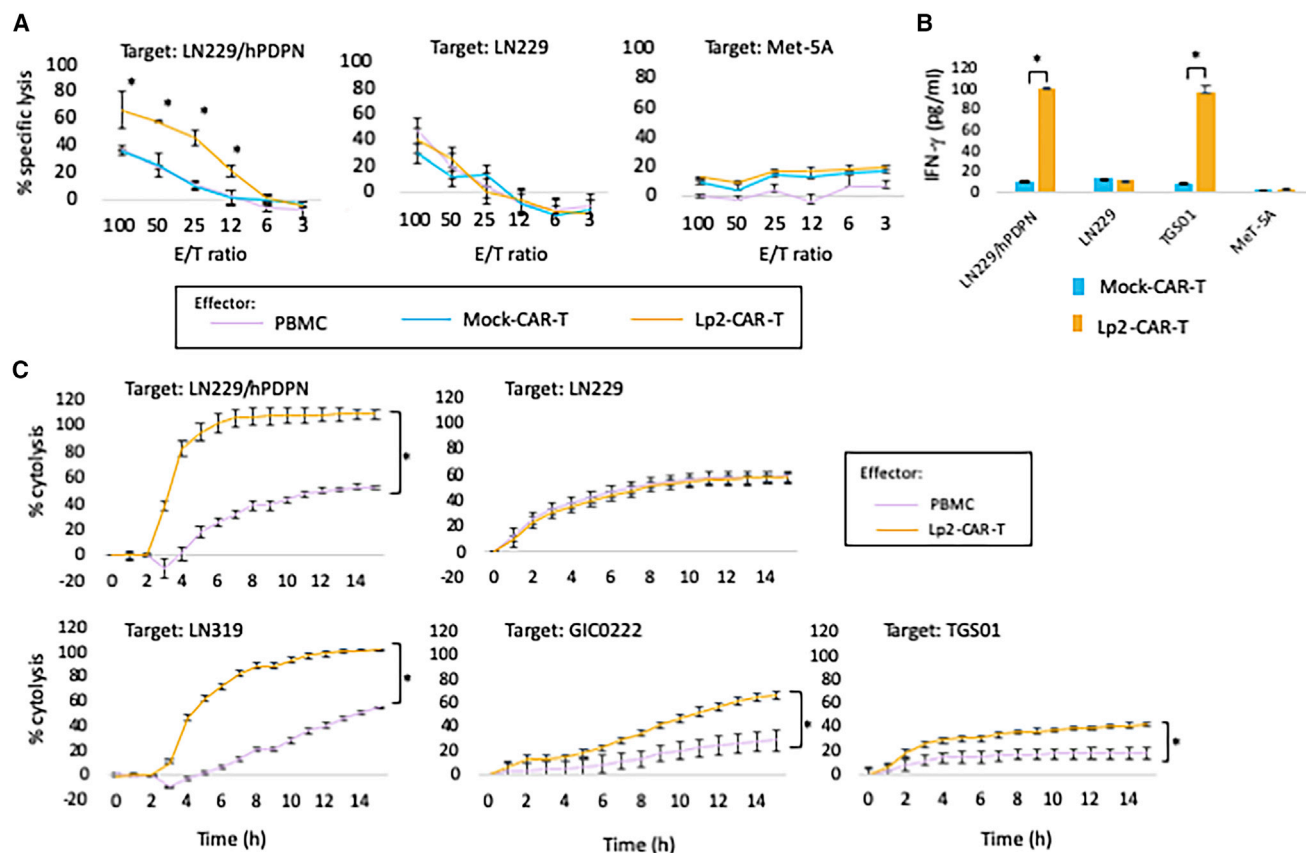 A
Target: LN229/hPDPN
Target: LN229
Target: Met-5A
% specific lysis
100
80
60
40
20
0
100
80
60
40
20
0
100
80
60
40
20
0
*
*
*
*
100 50 25 12 6 3
100 50 25 12 6 3
100 50 25 12 6 3
E/T ratio
E/T ratio
E/T ratio
Effector:
PBMC
Mock-CAR-T
Lp2-CAR-T
B
IFN-γ (pg/ml)
120
100
80
60
40
20
0
*
*
LN229/hPDPN
LN229
TGS01
MeT-5A
Mock-CAR-T
Lp2-CAR-T
C
Target: LN229/hPDPN
% cytolysis
120
100
80
60
40
20
0
-20
0 2 4 6 8 10 12 14
*
Target: LN229
120
100
80
60
40
20
0
-20
0 2 4 6 8 10 12 14
Effector:
PBMC
Lp2-CAR-T
Target: LN319
% cytolysis
120
100
80
60
40
20
0
-20
0 2 4 6 8 10 12 14
Time (h)
*
Target: GIC0222
120
100
80
60
40
20
0
0 2 4 6 8 10 12 14
Time (h)
*
Target: TGS01
120
100
80
60
40
20
0
0 2 4 6 8 10 12 14
Time (h)
*